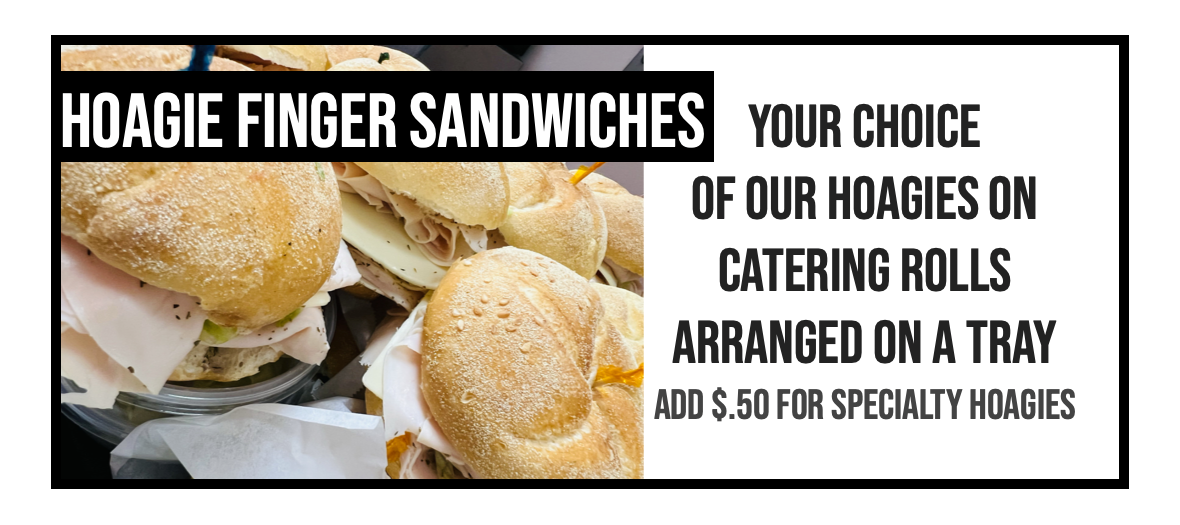 HOAGIE FINGER SANDWICHES
YOUR CHOICE
OF OUR HOAGIES ON
CATERING ROLLS
ARRANGED ON A TRAY
ADD $.50 FOR SPECIALTY HOAGIES